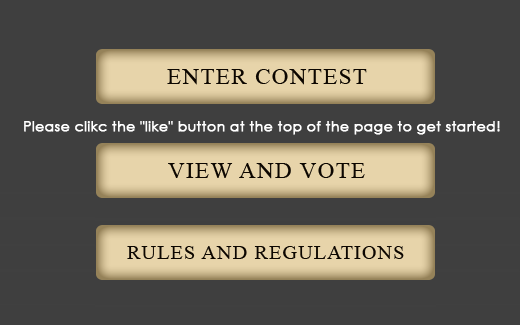 ENTER CONTEST
Please clikc the "like" button at the top of the page to get started!
VIEW AND VOTE
RULES AND REGULATIONS